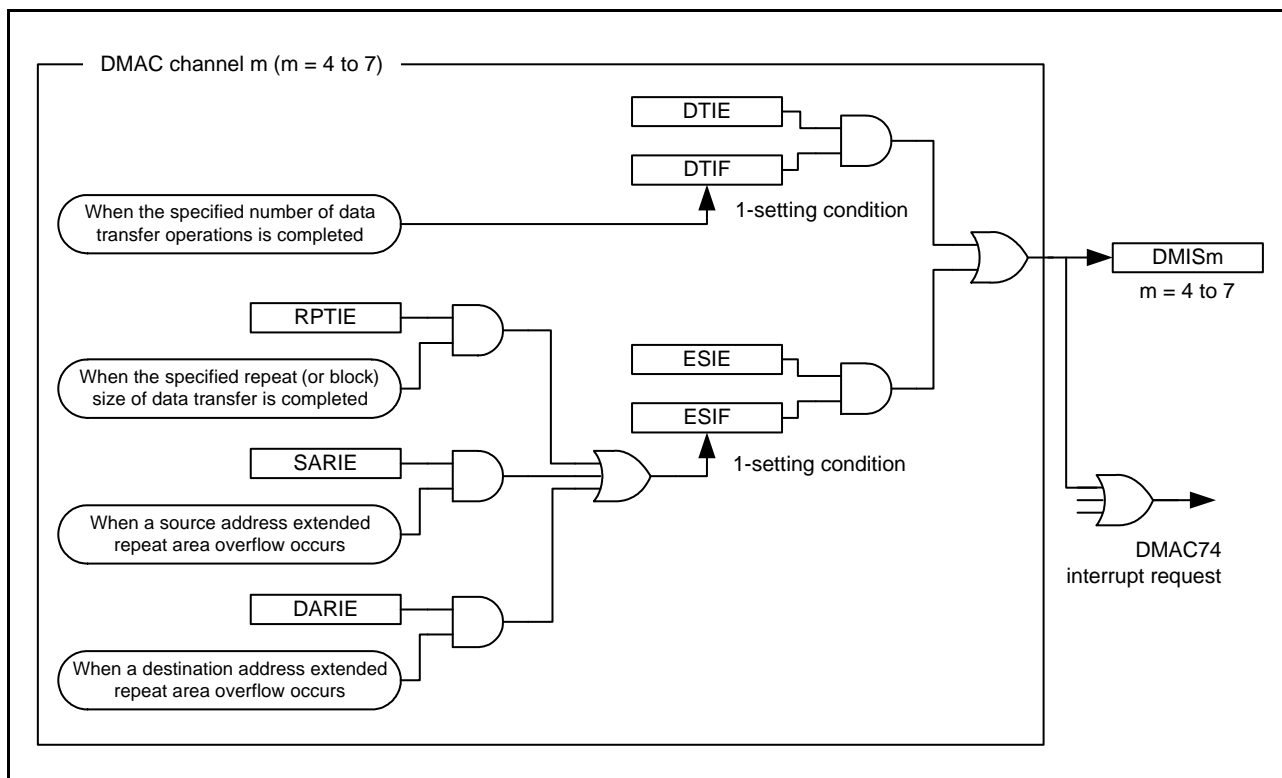 DMAC channel m (m = 4 to 7)
DTIE
DTIF
When the specified number of data
transfer operations is completed
1-setting condition
DMISm
m = 4 to 7
RPTIE
When the specified repeat (or block)
size of data transfer is completed
ESIE
ESIF
1-setting condition
SARIE
When a source address extended
repeat area overflow occurs
DMAC74
interrupt request
DARIE
When a destination address extended
repeat area overflow occurs